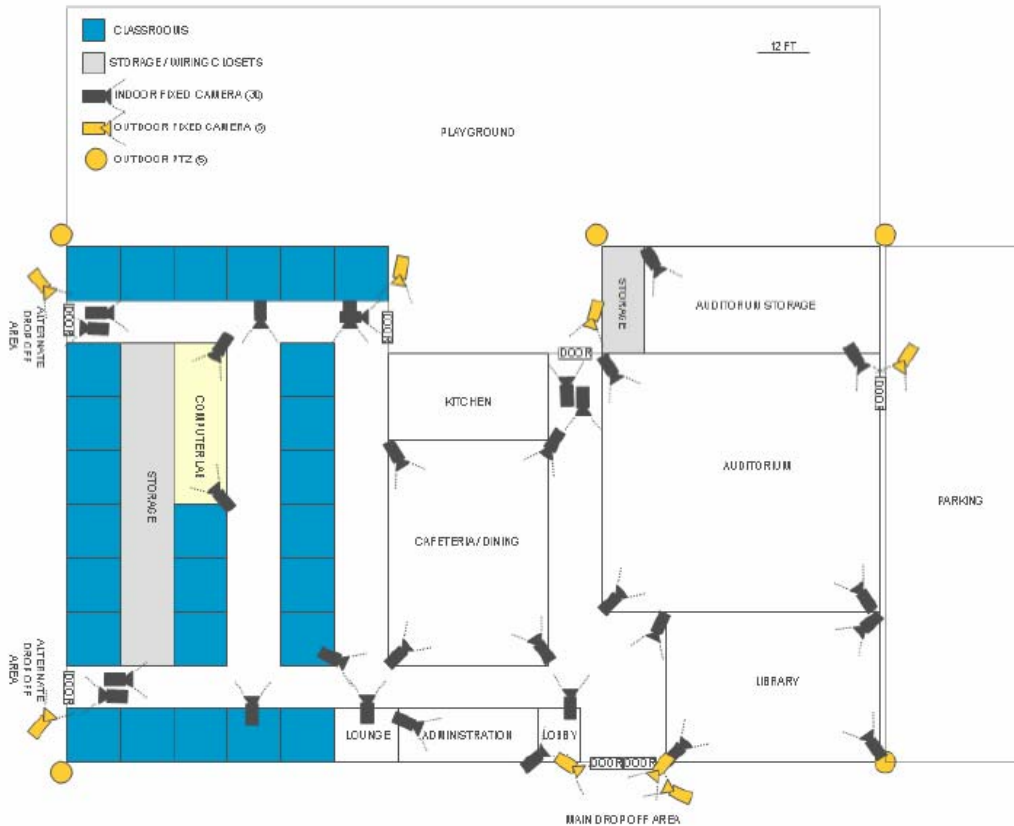 CLASSROOMS
12 FT
STORAGE / WIRING CLOSETS
INDOOR FIXED CAMERA (30)
OUTDOOR FIXED CAMERA (9)
PLAYGROUND
OUTDOOR PTZ (6)
STORAGE
AUDITORIUM STORAGE
DOOR
ALTERNATE
DROP OFF
AREA
DOOR
DOOR
DOOR
KITCHEN
COMPUTER LAB
STORAGE
AUDITORIUM
PARKING
CAFETERIA / DINING
ALTERNATE
DROP OFF
AREA
DOOR
LIBRARY
LOUNGE
ADMINISTRATION
LOBBY
DOOR DOOR
MAIN DROP OFF AREA